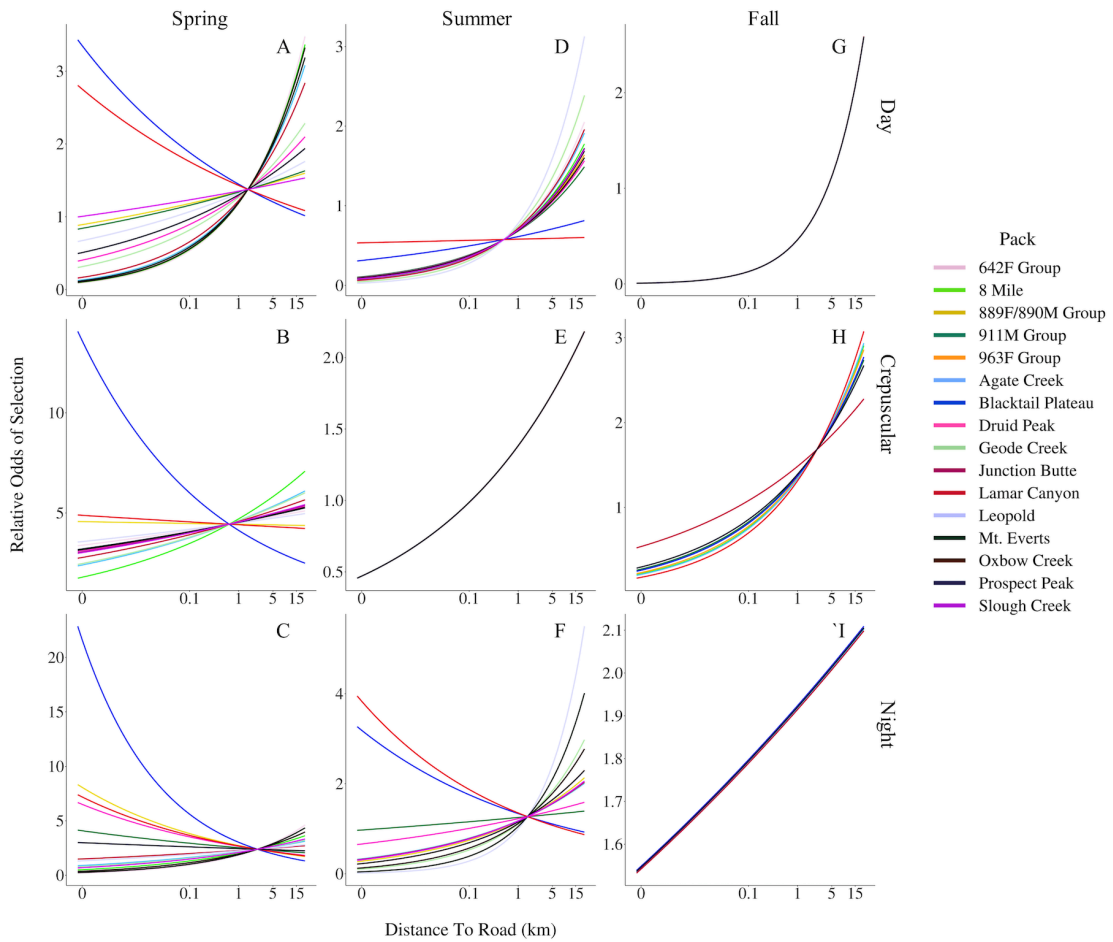 Spring Summer Fall
A
3
2
1
0
0 0.1 1 5 15
D
3
2
1
0
0 0.1 1 5 15
G
2
1
0
0 0.1 1 5 15
Day
B
10
5
0 0.1 1 5 15
E
2.0
1.5
1.0
0.5
0 0.1 1 5 15
H
3
2
1
0 0.1 1 5 15
Crepuscular
C
20
15
10
5
0
0 0.1 1 5 15
F
4
2
0
0 0.1 1 5 15
`I
2.1
2.0
1.9
1.8
1.7
1.6
0 0.1 1 5 15
Night
Relative Odds of Selection
Distance To Road (km)
Pack
642F Group
8 Mile
889F/890M Group
911M Group
963F Group
Agate Creek
Blacktail Plateau
Druid Peak
Geode Creek
Junction Butte
Lamar Canyon
Leopold
Mt. Everts
Oxbow Creek
Prospect Peak
Slough Creek